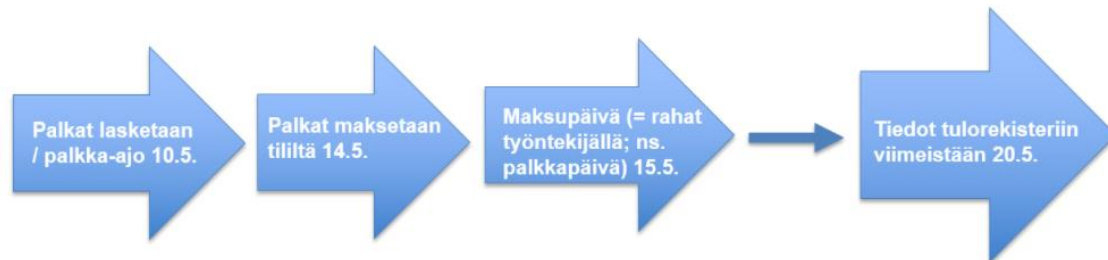 Palkat lasketaan
/ palkka-ajo 10.5.
Palkat maksetaan
tililtä 14.5.
Maksupäivä (= rahat
työntekijällä; ns.
palkkapäivä) 15.5.
Tiedot tulorekisteriin
viimeistään 20.5.